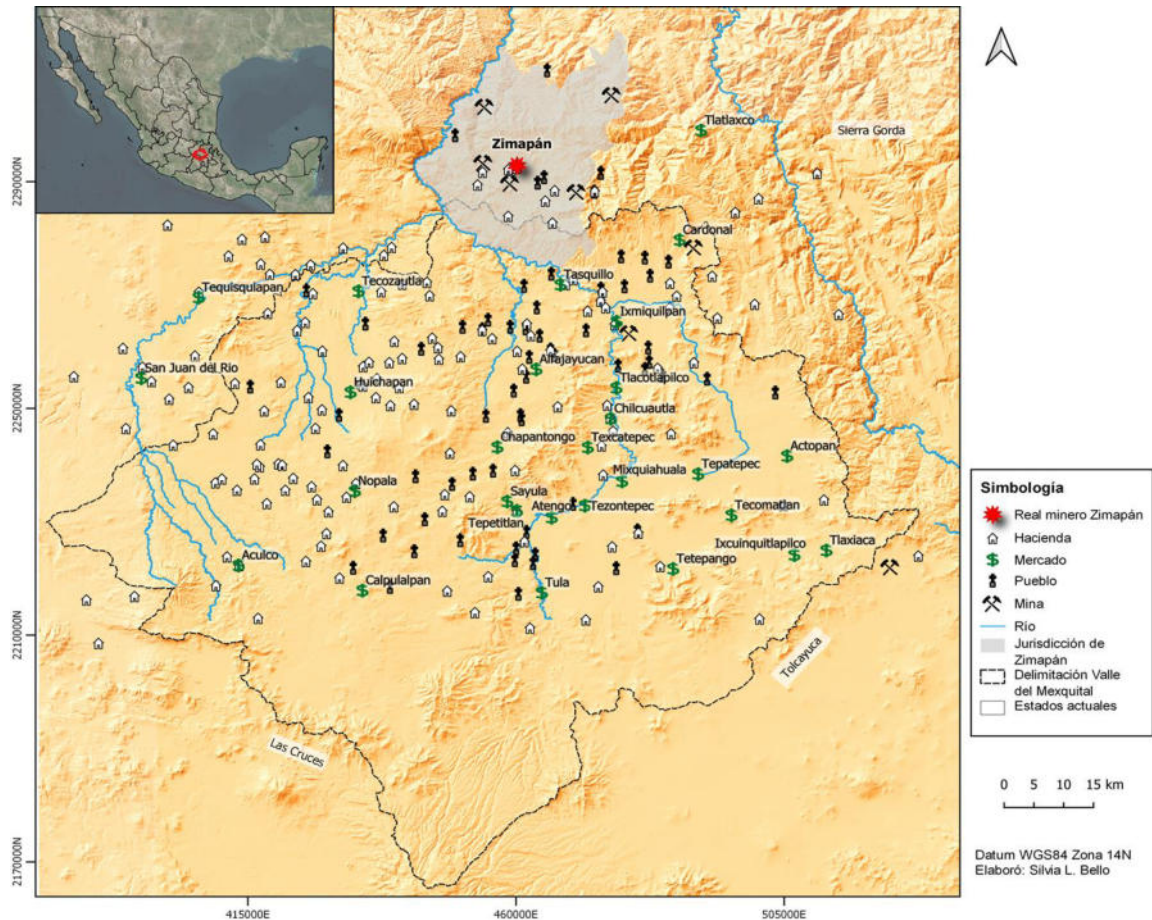 Tlatlaxco
Sierra Gorda
Zimapán
2290000N
Cardonal
Tasquillo
Tequisquiapan
Tecozautla
Ixmiquilpan
Alfajayucan
San Juan del Rio
Huichapan
Tlacotlapilco
2250000N
Chilcuautla
Chapantongo
Texcatepec
Actopan
Mixquiahuala
Tepatepec
Nopala
Sayula
Atengo
Tezontepec
Tecomatlan
Tepetitlan
Ixcuinquitlapilco
Tlaxiaca
Aculco
Tetepango
Calpulalpan
Tula
2210000N
Tolcayuca
Las Cruces
2170000N
415000E
460000E
505000E
Simbología
Real minero Zimapán
Hacienda
Mercado
Pueblo
Mina
Río
Jurisdicción de
Zimapán
Delimitación Valle
del Mexquital
Estados actuales
0 5 10 15 km
Datum WGS84 Zona 14N
Elaboró: Silvia L. Bello